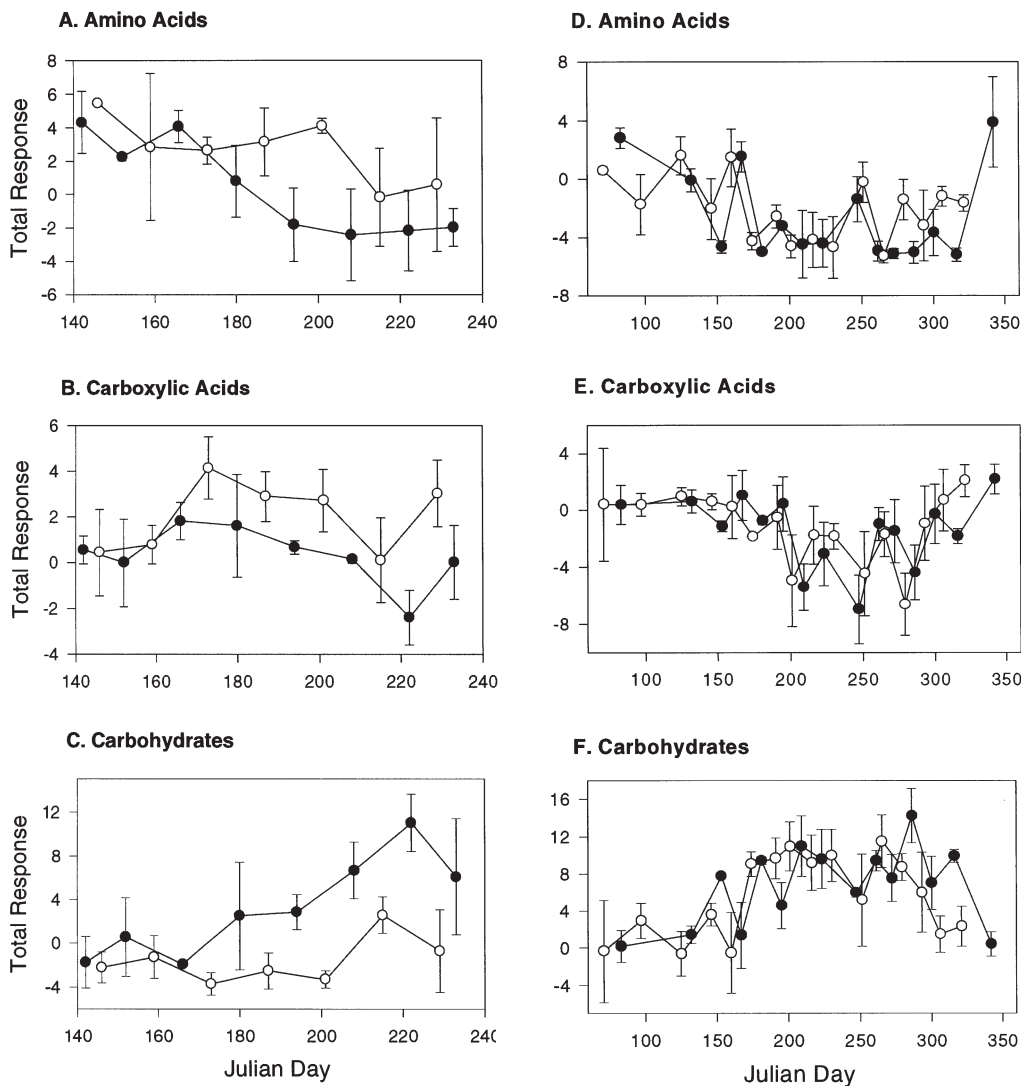 A. Amino Acids
Total Response
8
6
4
2
0
-2
-4
-6
140 160 180 200 220 240
D. Amino Acids
8
4
0
-4
-8
100 150 200 250 300 350
B. Carboxylic Acids
Total Response
6
4
2
0
-2
-4
140 160 180 200 220 240
E. Carboxylic Acids
4
0
-4
-8
100 150 200 250 300 350
C. Carbohydrates
Total Response
12
8
4
0
-4
140 160 180 200 220 24
Julian Day
F. Carbohydrates
16
12
8
4
0
-4
100 150 200 250 300 350
Julian Day